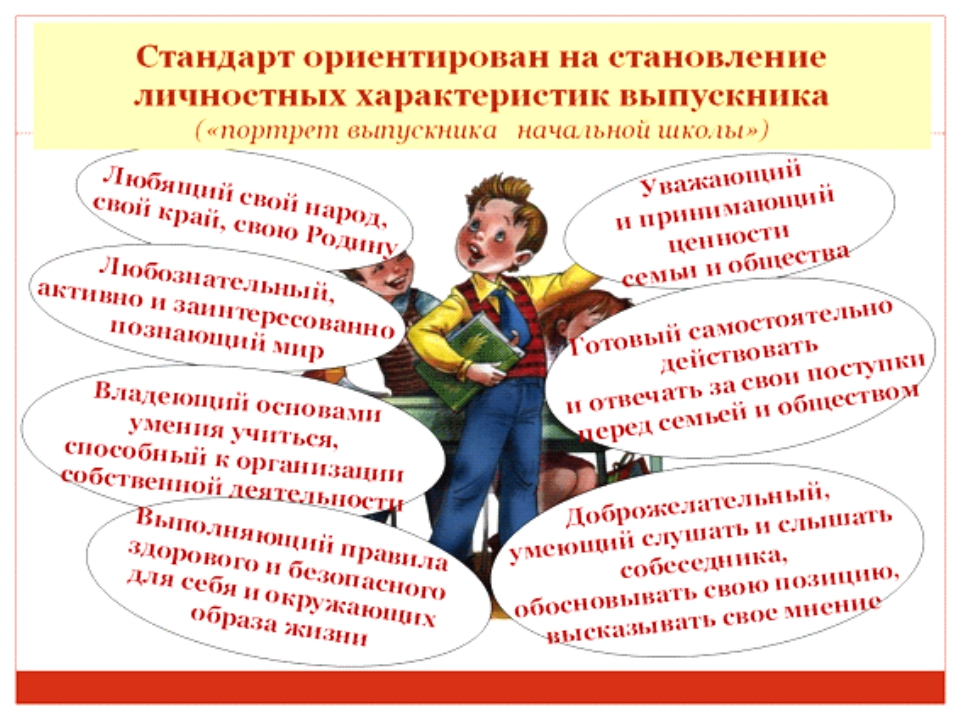 Стандарт ориентирован на становление
личностных характеристик выпускника
(«портрет выпускника начальной школы»)
Любящий свой народ,
свой край, свою Родину
Любознательный,
активно и заинтересованно
познающий мир
Владеющий основами
умения учиться,
способный к организации
собственной деятельности
Выполняющий правила
здорового и безопасного
для себя и окружающих
образа жизни
Уважающий
и принимающий
ценности
семьи и общества
Готовый самостоятельно
действовать
и отвечать за свои поступки
перед семьей и обществом
Доброжелательный,
умеющий слушать и слышать
собеседника,
обосновывать свою позицию,
высказывать свое мнение